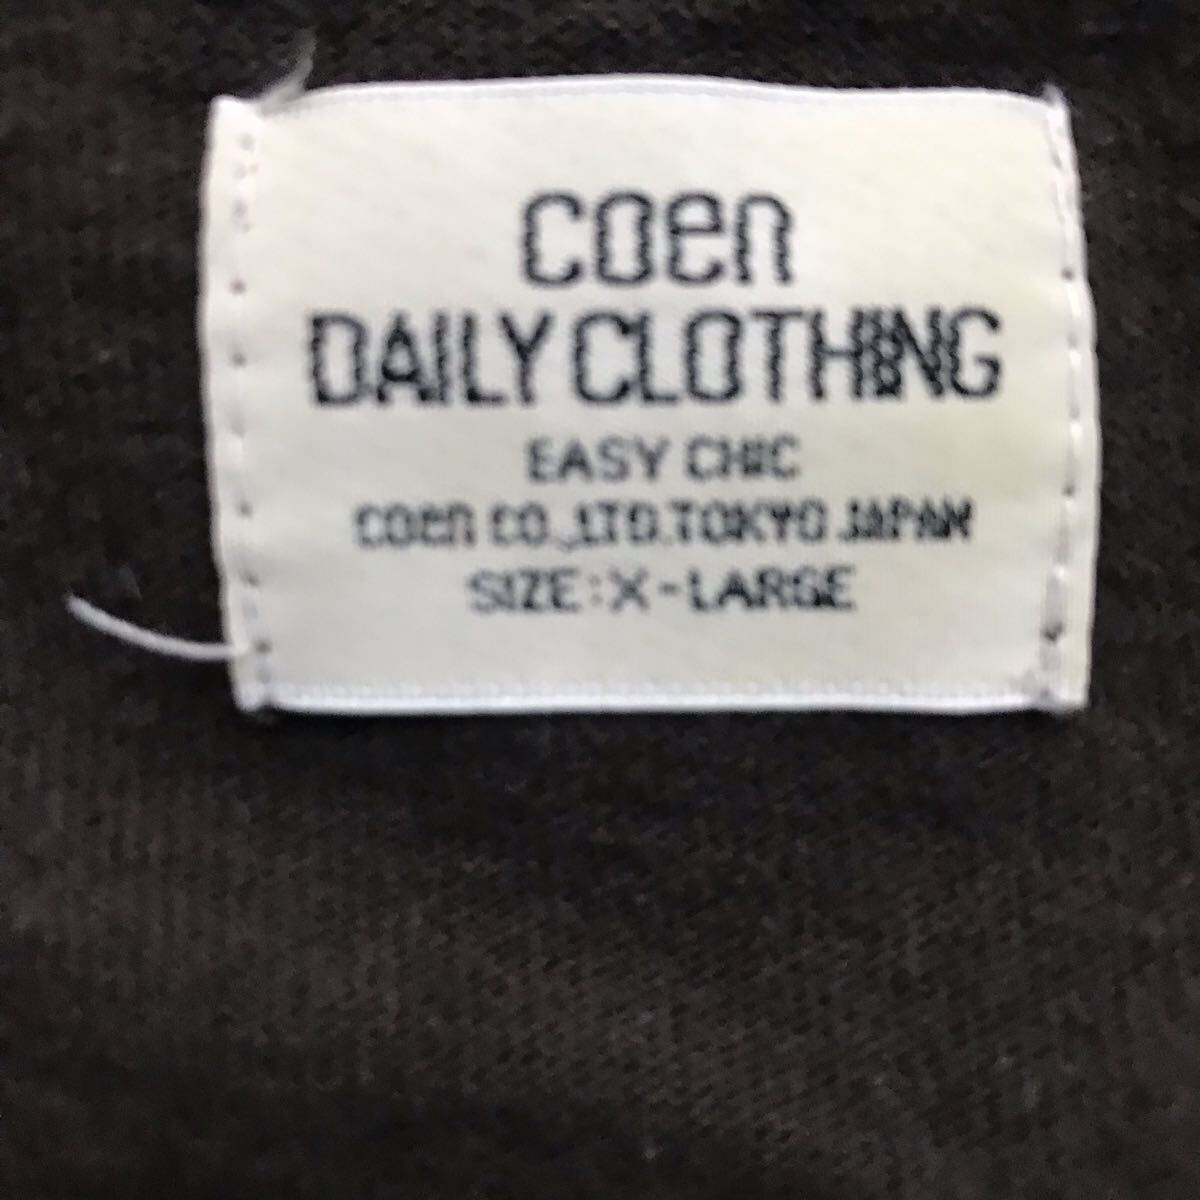 coen
DAILY CLOTHING
EASY CHIC
coen CO.,LTD.TOKYO JAPAN
SIZE:X-LARGE